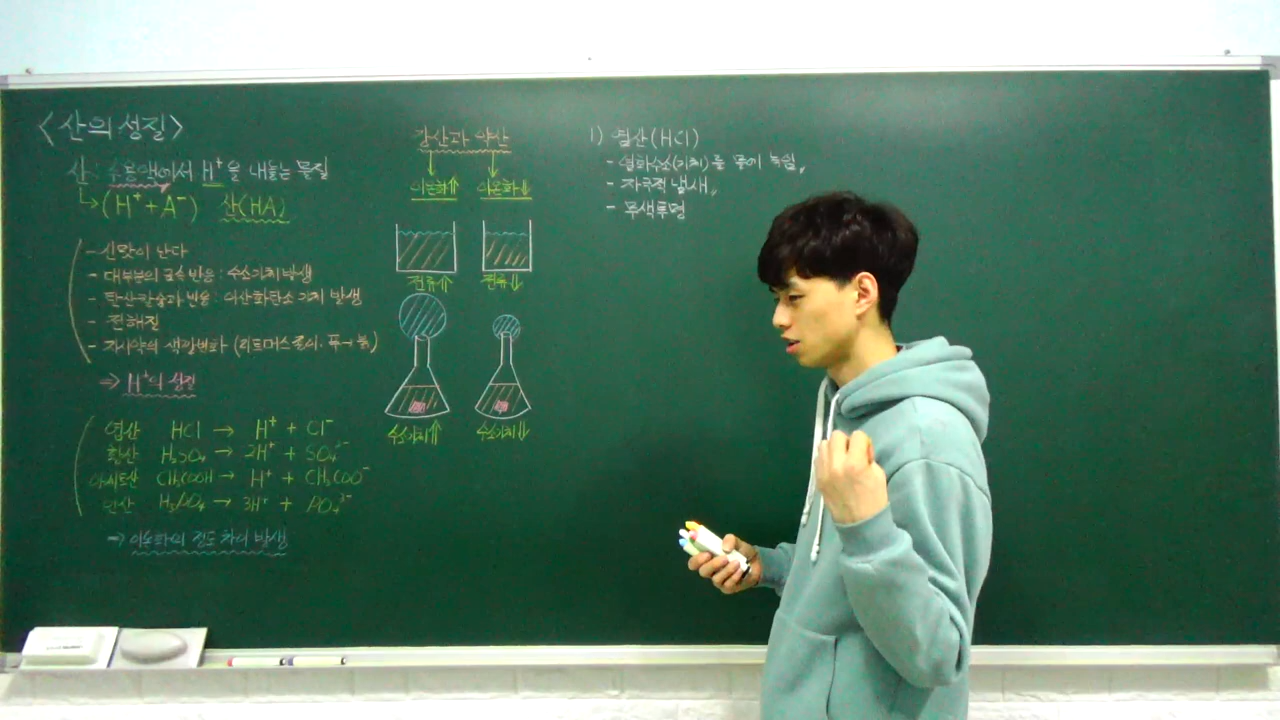 <산의 성질>
산 : 수용액에서 H⁺을 내놓는 물질
↳(H⁺ + A⁻) 산(HA)
- 신맛이 난다
- 대부분의 금속 반응 : 수소기체 발생
- 탄산칼슘과 반응 : 이산화탄소 기체 발생
- 전해질
- 지시약의 색깔변화 (리트머스종이. 푸→붉)
⇒ H⁺의 성질
염산 HCl → H⁺ + Cl⁻
황산 H₂SO₄ → 2H⁺ + SO₄²⁻
아세트산 CH₃COOH → H⁺ + CH₃COO⁻
인산 H₃PO₄ → 3H⁺ + PO₄³⁻
→ 이온화의 정도 차이 발생
강산과 약산
이온화↑ 이온화↓
전류↑ 전류↓
수소기체↑ 수소기체↓
1) 염산(HCl)
- 염화수소(기체)를 물에 녹임,,
- 자극적 냄새,,
- 무색투명